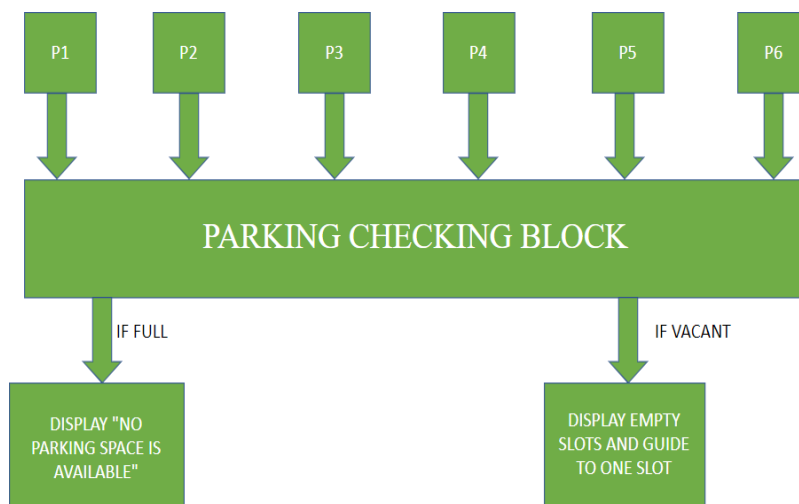 P1
P2
P3
P4
P5
P6
PARKING CHECKING BLOCK
IF FULL
IF VACANT
DISPLAY "NO
PARKING SPACE IS
AVAILABLE"
DISPLAY EMPTY
SLOTS AND GUIDE
TO ONE SLOT